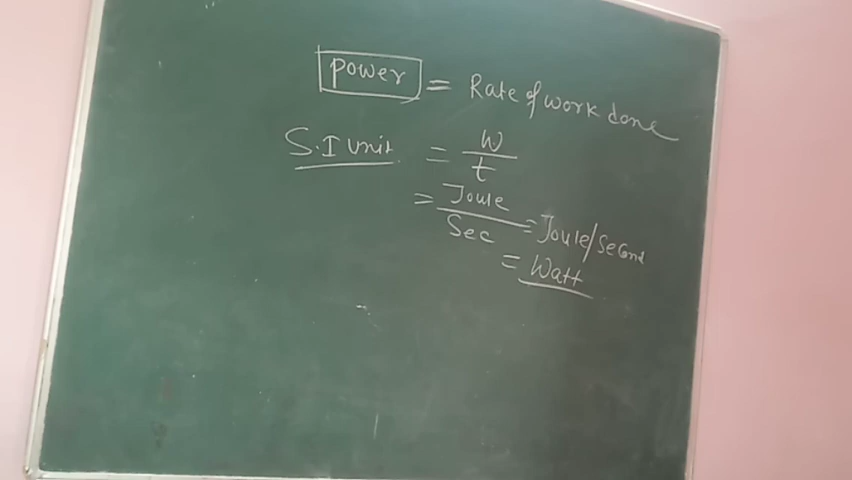 Power = Rate of work done
S.I Unit = W/t
= Joule/Sec = Joule/Second
= Watt